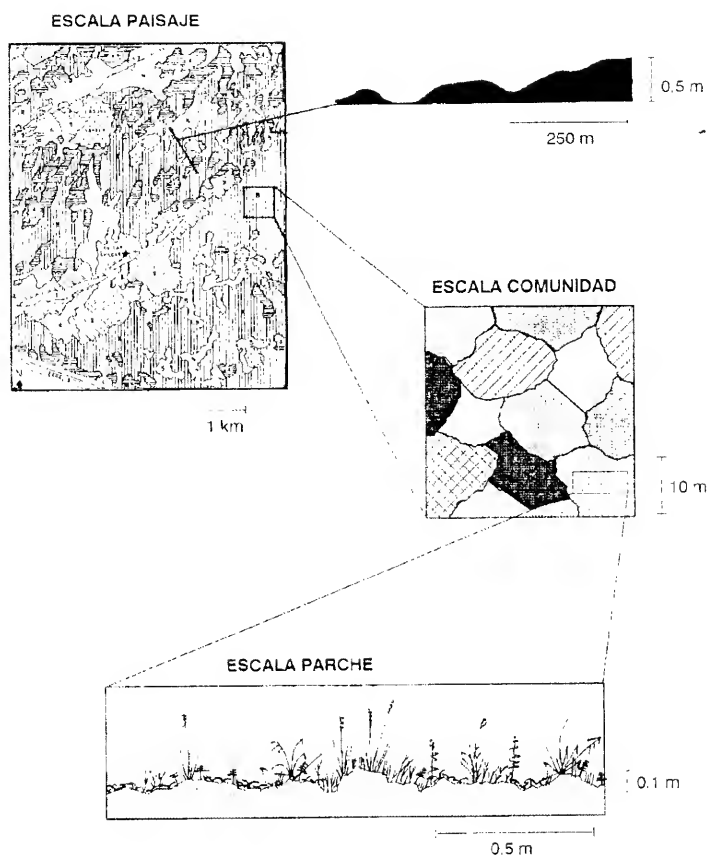 ESCALA PAISAJE
0.5 m
250 m
1 km
ESCALA COMUNIDAD
10 m
ESCALA PARCHE
0.1 m
0.5 m